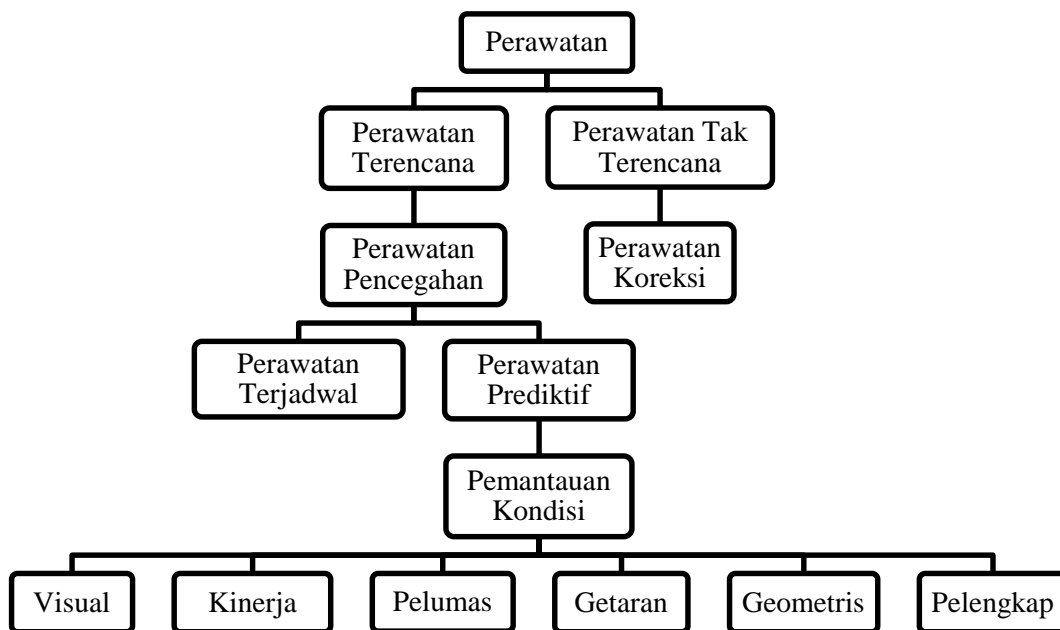 Perawatan
Perawatan
Terencana
Perawatan Tak
Terencana
Perawatan
Pencegahan
Perawatan
Koreksi
Perawatan
Terjadwal
Perawatan
Prediktif
Pemantauan
Kondisi
Visual
Kinerja
Pelumas
Getaran
Geometris
Pelengkap